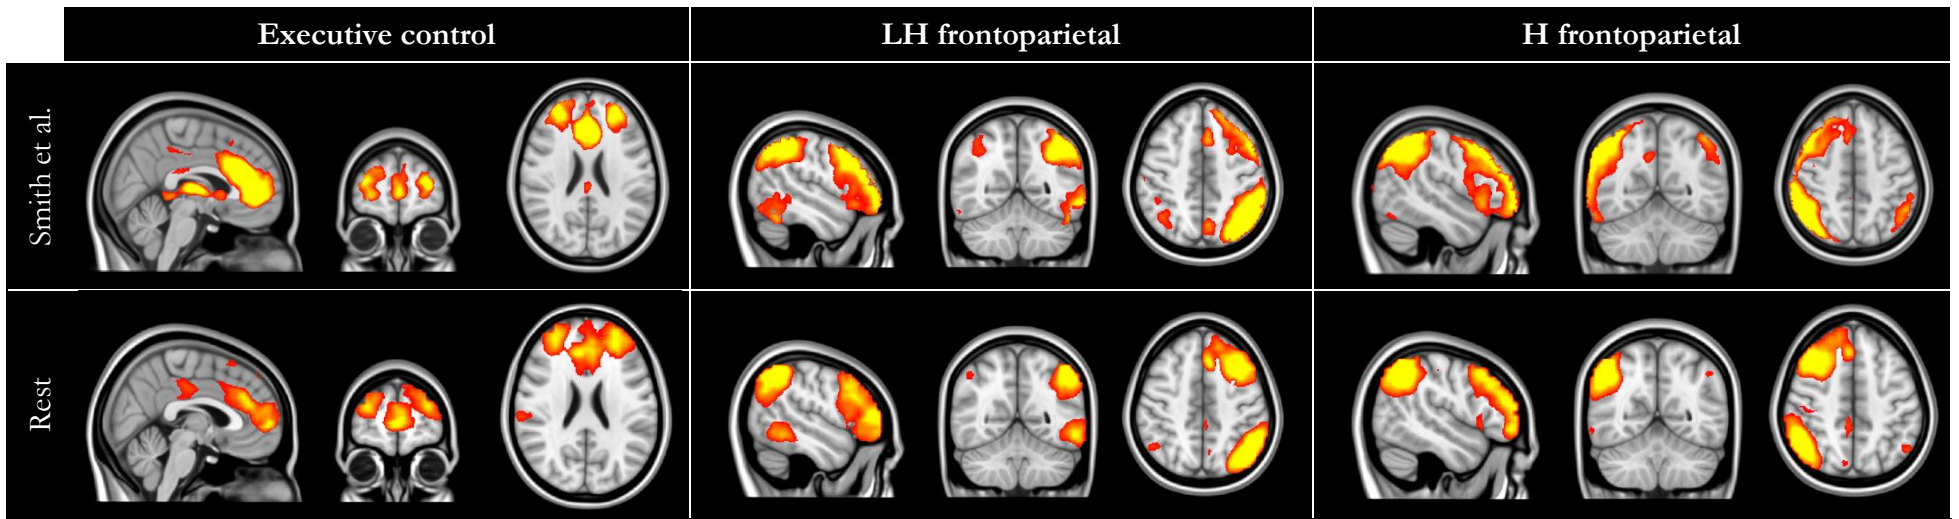 Executive control
LH frontoparietal
H frontoparietal
Smith et al.
Rest